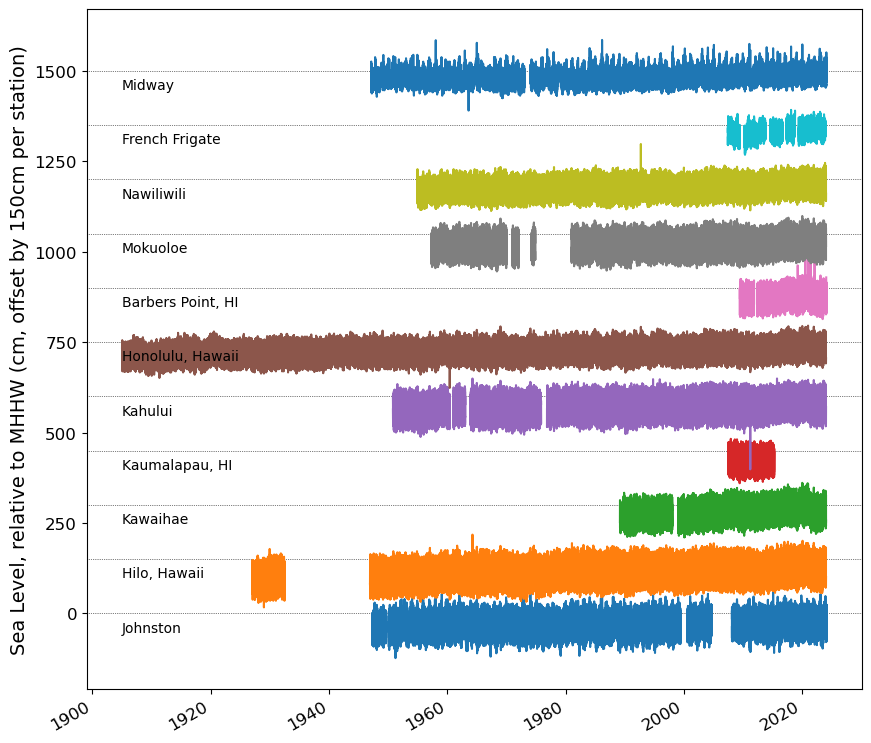 Sea Level, relative to MHHW (cm, offset by 150cm per station)
1500
1250
1000
750
500
250
0
Midway
French Frigate
Nawiliwili
Mokuoloe
Barbers Point, HI
Honolulu, Hawaii
Kahului
Kaumalapau, HI
Kawaihae
Hilo, Hawaii
Johnston
1900
1920
1940
1960
1980
2000
2020